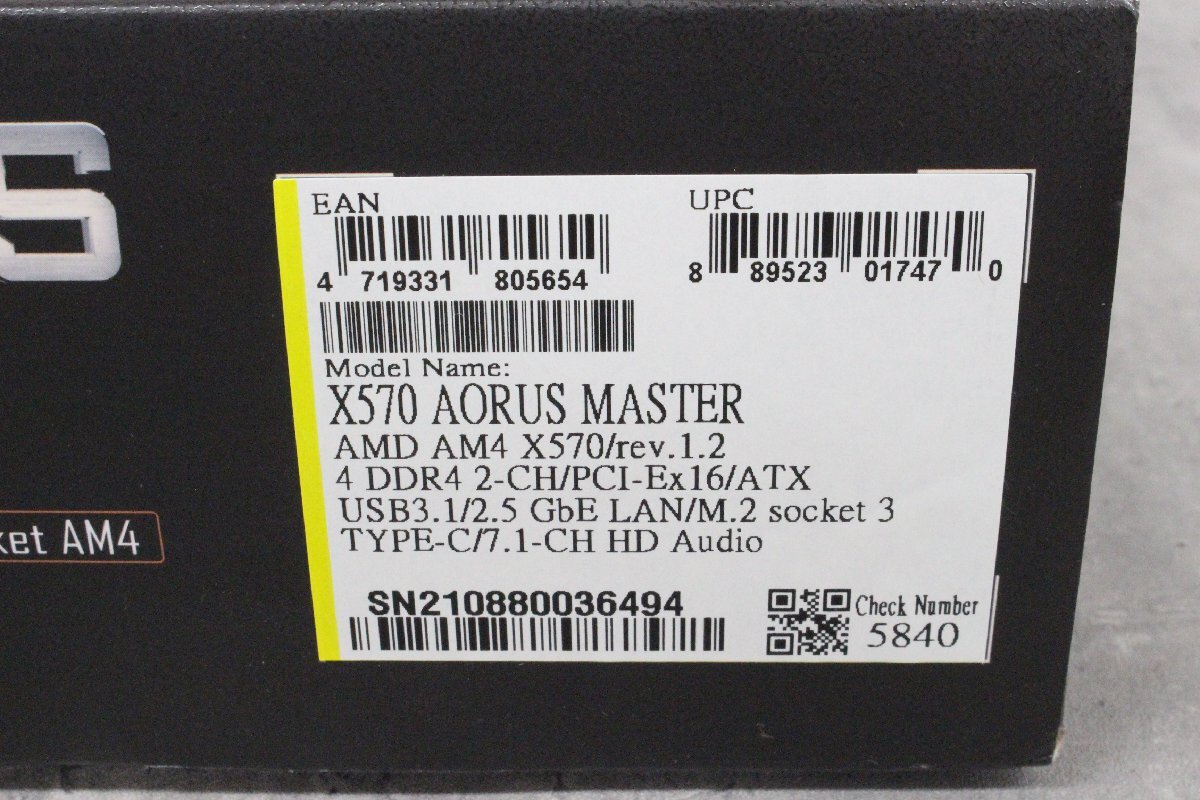 EAN
4 719331 805654
UPC
8 89523 01747 0
Model Name:
X570 AORUS MASTER
AMD AM4 X570/rev.1.2
4 DDR4 2-CH/PCI-Ex16/ATX
USB3.1/2.5 GbE LAN/M.2 socket 3
TYPE-C/7.1-CH HD Audio
SN210880036494
Check Number
5840
S
ket AM4